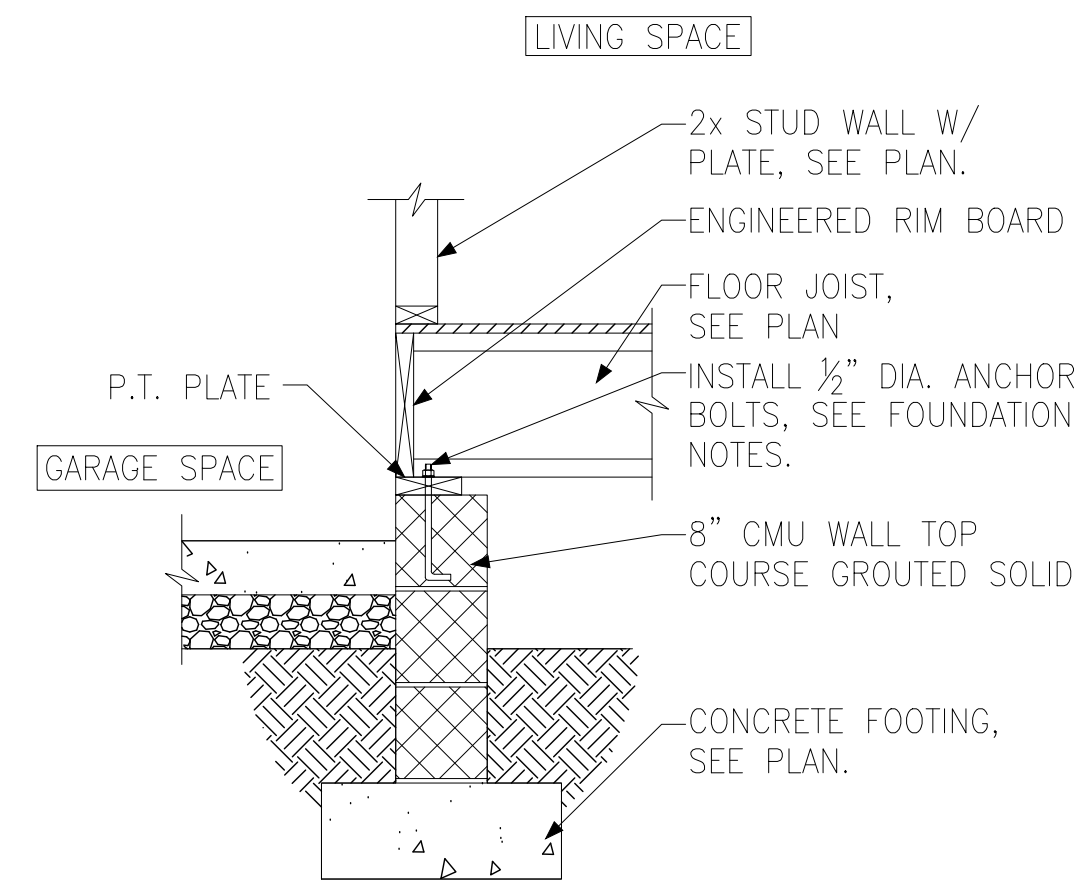 LIVING SPACE
2x STUD WALL W/
PLATE, SEE PLAN.
ENGINEERED RIM BOARD
FLOOR JOIST,
SEE PLAN
P.T. PLATE
INSTALL ½” DIA. ANCHOR
BOLTS, SEE FOUNDATION
NOTES.
GARAGE SPACE
8” CMU WALL TOP
COURSE GROUTED SOLID
CONCRETE FOOTING,
SEE PLAN.